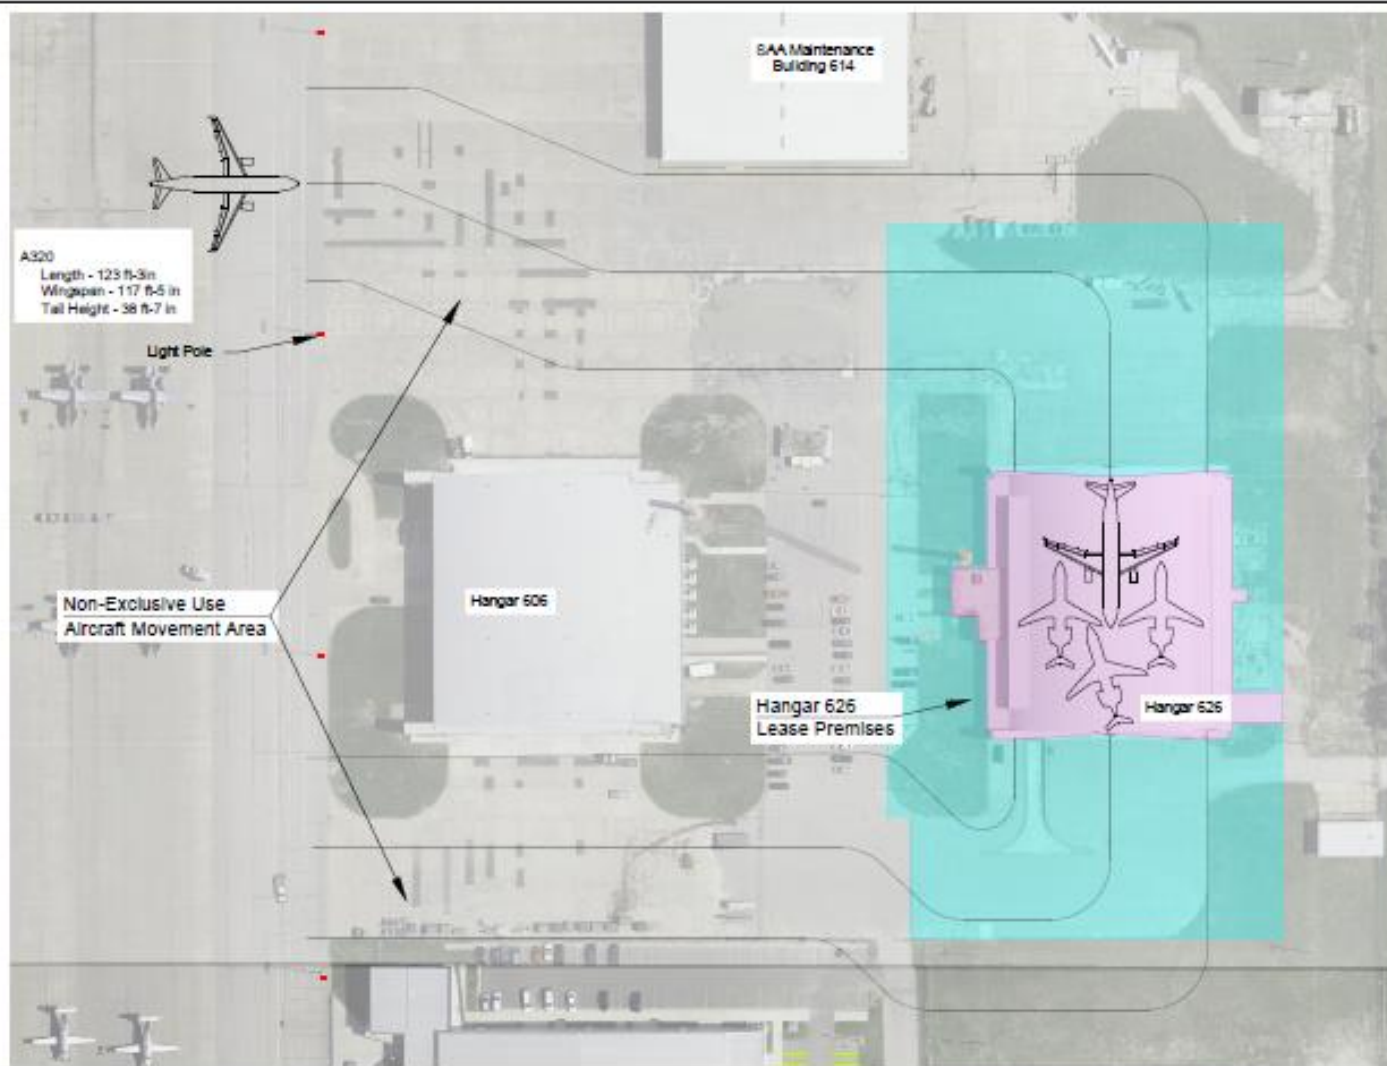 SAA Maintenance
Building 614
A320
Length - 123 ft-3in
Wingspan - 117 ft-5 in
Tail Height - 38 ft-7 in
Light Pole
Non-Exclusive Use
Aircraft Movement Area
Hangar 606
Hangar 626
Lease Premises
Hangar 626